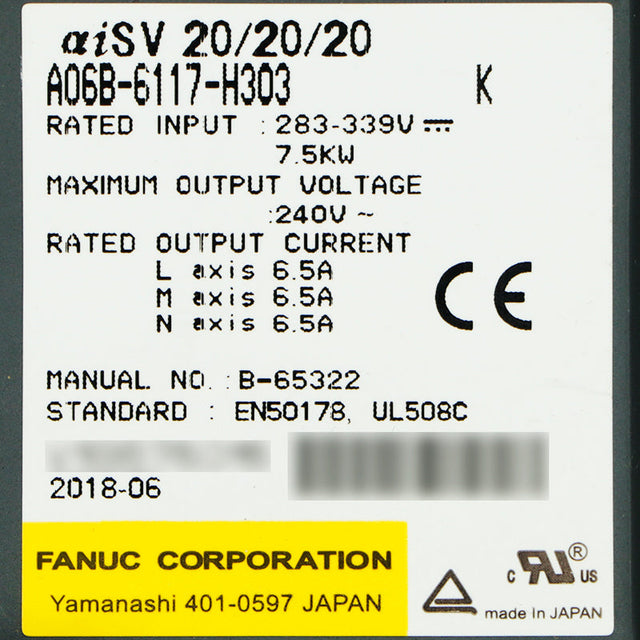 αiSV 20/20/20
A06B-6117-H303 K
RATED INPUT : 283-339V ⎓
7.5KW
MAXIMUM OUTPUT VOLTAGE
:240V ~
RATED OUTPUT CURRENT
L axis 6.5A
M axis 6.5A
N axis 6.5A
CE
MANUAL NO. : B-65322
STANDARD : EN50178, UL508C
2018-06
FANUC CORPORATION
Yamanashi 401-0597 JAPAN
c RU® US
made in JAPAN